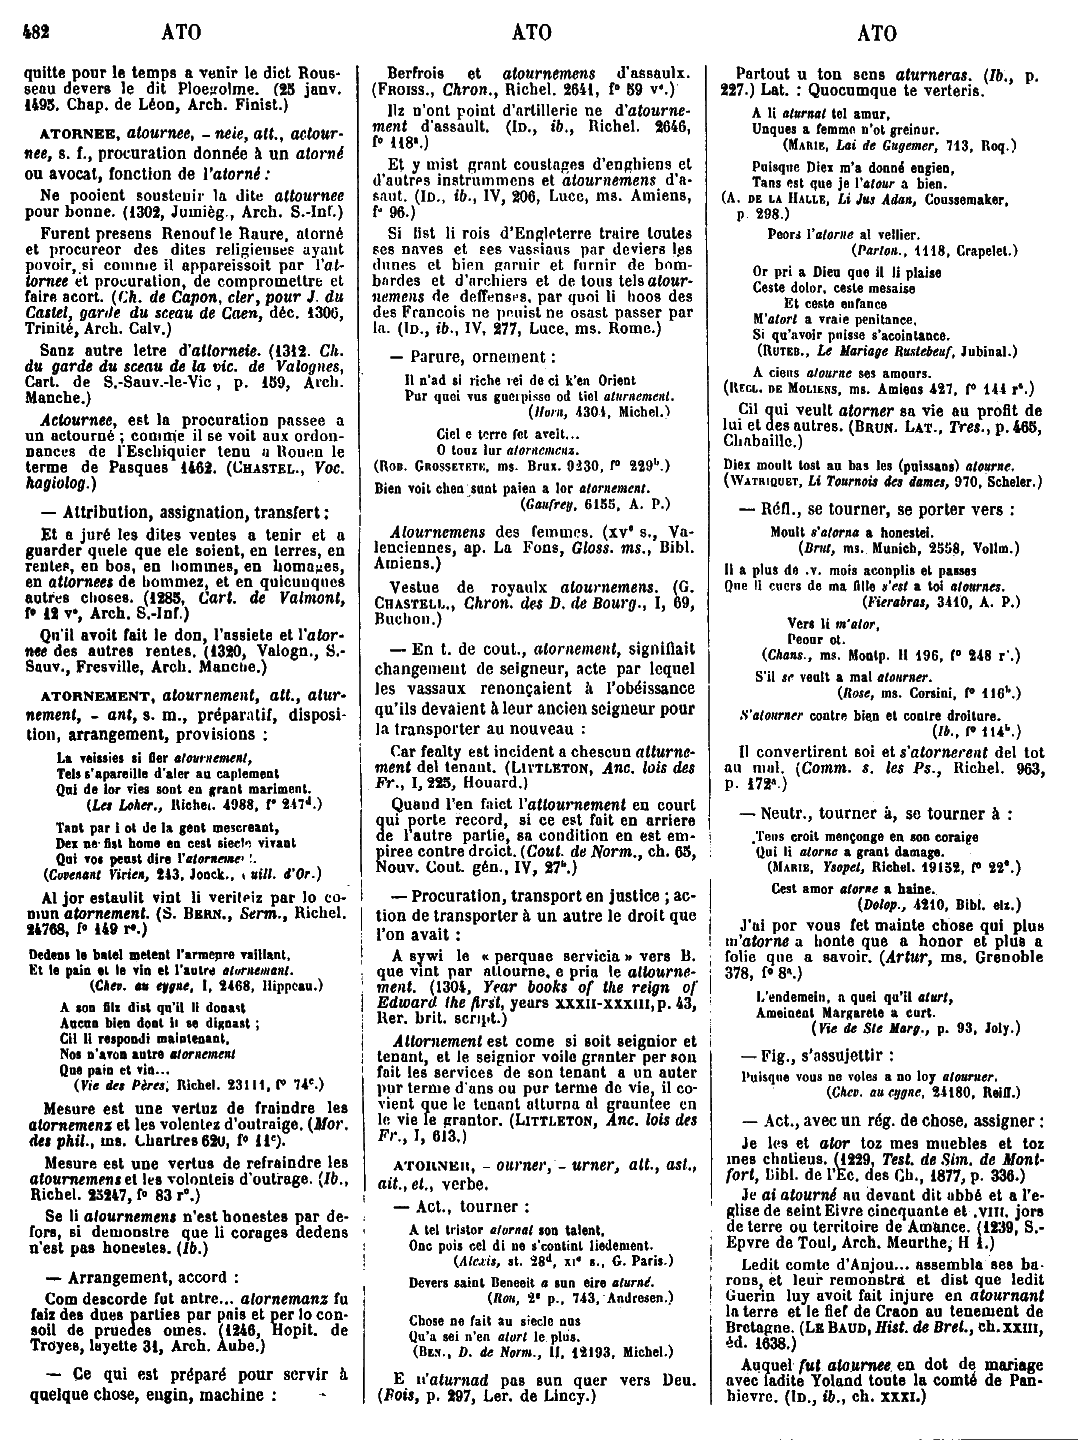 482 ATO ATO ATO
quitte pour le temps a venir le dict Rous-
seau devers le dit Ploegolme. (25 janv.
1495. Chap. de Léon, Arch. Finist.)
ATORNEE, atournee, – neie, att., actour-
nee, s. f., procuration donnée à un atorné
ou avocat, fonction de l'atorné :
Ne pooient soustenir la dite attournee
pour bonne. (1302, Jumièg., Arch. S.-Inf.)
Furent presens Renouf le Raure, atorné
et procureor des dites religieuses ayant
povoir, si comme il appareissoit par l'at-
tornee et procuration, de compromettre et
faire acort. (Ch. de Capon, cler, pour J. du
Castel, garde du sceau de Caen, déc. 1306,
Trinité, Arch. Calv.)
Sanz autre letre d'attorneie. (1312. Ch.
du garde du sceau de la vic. de Valognes,
Cart. de S.-Sauv.-le-Vic, p. 159, Arch.
Manche.)
Actournee, est la procuration passee a
un actourné ; comme il se voit aux ordon-
nances de l'Eschiquier tenu a Rouen le
terme de Pasques 1462. (CHASTEL., Voc.
hagiolog.)
— Attribution, assignation, transfert :
Et a juré les dites ventes a tenir et a
guarder quele que ele soient, en terres, en
rentes, en bos, en hommes, en homages,
en attornees de hommez, et en quicunques
autres choses. (1285, Cart. de Valmont,
f° 12 v°, Arch. S.-Inf.)
Qu'il avoit fait le don, l'assiete et l'ator-
nee des autres rentes. (1320, Valogn., S.-
Sauv., Fresville, Arch. Manche.)
ATORNEMENT, atournement, att., atur-
nement, – ant, s. m., préparatif, disposi-
tion, arrangement, provisions :
La veissies si fier atournement,
Tels s'apareille d'aler au caplement
Qui de lor vies sont en grant mariment.
(Les Loher., Richel. 4988, f° 247d.)
Tant par i ot de la gent mescreant,
Dex ne fist home en cest siecle vivant
Qui vos peust dire l'atorneme
(Covenant Vivien, 243, Jonck., d'Or.)
Al jor estaulit vint li veriteiz par lo co-
mun atornement. (S. BERN., Serm., Richel.
24768, f° 149 r°.)
Dedens le batel metent l'armeure vaillant,
Et le pain et le vin et l'autre atornemant.
(Chev. au cygne, I, 2468, Hippeau.)
A son filz dist qu'il li donast
Aucun bien dont il se dignast ;
Cil li respondi maintenant,
Nos n'avon autre atornement
Que pain et vin...
(Vie des Pères, Richel. 23111, f° 74c.)
Mesure est une vertuz de fraindre les
atornemenz et les volentez d'outraige. (Mor.
des phil., ms. Chartres 620, f° 11c).
Mesure est une vertus de refraindre les
atournemens et les volonteis d'outrage. (Ib.,
Richel. 25247, f° 83 r°.)
Se li atournemens n'est honestes par de-
fors, si demonstre que li corages dedens
n'est pas honestes. (Ib.)
— Arrangement, accord :
Com descorde fut antre... atornemanz fu
faiz des dues parties par pais et per lo con-
soil de pruedes omes. (1246, Hopit. de
Troyes, layette 31, Arch. Aube.)
— Ce qui est préparé pour servir à
quelque chose, engin, machine :
Berfrois et atournemens d'assaulx.
(FROISS., Chron., Richel. 2641, f° 59 v°.)
Ilz n'ont point d'artillerie ne d'atourne-
ment d'assault. (ID., ib., Richel. 2646,
f° 118a.)
Et y mist grant coustages d'enghiens et
d'autres instrummens et atournemens d'a-
saut. (ID., ib., IV, 206, Luce, ms. Amiens,
f° 96.)
Si fist li rois d'Engleterre traire toutes
ses naves et ses vassiaus par deviers les
dunes et bien garnir et furnir de bom-
bardes et d'archiers et de tous tels atour-
nemens de deffenses, par quoi li hoos des
des Francois ne peuist ne osast passer par
la. (ID., ib., IV, 277, Luce, ms. Rome.)
— Parure, ornement :
Il n'ad si riche rei de ci k'en Orient
Pur quei vus guerpisse od tiel aturnement.
(Horn, 4304, Michel.)
Ciel e terre fet aveit...
O touz lur atornemenz.
(ROB. GROSSETETE, ms. Brux. 9230, f° 229b.)
Bien voit chen sunt paien a lor atornement.
(Gaufrey, 6155, A. P.)
Atournemens des femmes. (xv° s., Va-
lenciennes, ap. La Fons, Gloss. ms., Bibl.
Amiens.)
Vestue de royaulx atournemens. (G.
CHASTELL., Chron. des D. de Bourg., I, 69,
Buchon.)
— En t. de cout., atornement, signifiait
changement de seigneur, acte par lequel
les vassaux renonçaient à l'obéissance
qu'ils devaient à leur ancien seigneur pour
la transporter au nouveau :
Car fealty est incident a chescun atturne-
ment del tenant. (LITTLETON, Anc. lois des
Fr., I, 225, Houard.)
Quand l'en faict l'attournement en court
qui porte record, si ce est fait en arriere
de l'autre partie, sa condition en est em-
piree contre droict. (Cout. de Norm., ch. 65,
Nouv. Cout. gén., IV, 27b.)
— Procuration, transport en justice ; ac-
tion de transporter à un autre le droit que
l'on avait :
A sywi le « perquae servicia » vers B.
que vint par attourne, e pria le attourne-
ment. (1304, Year books of the reign of
Edward the first, years XXXII-XXXIII, p. 43,
Rer. brit. script.)
Attornement est come si soit seignior et
tenant, et le seignior voile granter per son
fait les services de son tenant a un auter
pur terme d'ans ou pur terme de vie, il co-
vient que le tenant atturna al grauntee en
le vie le grantor. (LITTLETON, Anc. lois des
Fr., I, 613.)
ATORNER, – ourner, – urner, att., ast.,
ait., et., verbe.
— Act., tourner :
A tel tristor atornat son talent,
Onc pois cel di ne s'contint liedement.
(Alexis, st. 28d, XI° s., G. Paris.)
Devers saint Beneeit a sun eire aturné.
(Rou, 2° p., 743, Andresen.)
Chose ne fait au siecle nus
Qu'a sei n'en atort le plus.
(BEN., D. de Norm., II, 12193, Michel.)
E n'aturnad pas sun quer vers Deu.
(Rois, p. 297, Ler. de Lincy.)
Partout u ton sens aturneras. (Ib., p.
227.) Lat. : Quocumque te verteris.
A li aturnat tel amur,
Unques a femme n'ot greinur.
(MARIE, Lai de Gugemer, 713, Roq.)
Puisque Diex m'a donné engien,
Tans est que je l'atour a bien.
(A. DE LA HALLE, Li Jus Adan, Coussemaker,
p. 298.)
Peors l'atorne al vellier.
(Parton., 1118, Crapelet.)
Or pri a Dieu que il li plaise
Ceste dolor, ceste mesaise
Et ceste enfance
M'atort a vraie penitance,
Si qu'avoir puisse s'acointance.
(RUTEB., Le Mariage Rustebeuf, Jubinal.)
A ciens atourne ses amours.
(RECL. DE MOLIENS, ms. Amiens 427, f° 144 r°.)
Cil qui veult atorner sa vie au profit de
lui et des autres. (BRUN. LAT., Tres., p. 465,
Chabaille.)
Diex moult tost au bas les (puissans) atourne.
(WATRIQUET, Li Tournois des dames, 970, Scheler.)
— Réfl., se tourner, se porter vers :
Moult s'atorna a honestei.
(Brut, ms. Munich, 2558, Vollm.)
Il a plus de .v. mois aconplis et passes
Que li cuers de ma fille s'est a toi atournes.
(Fierabras, 3410, A. P.)
Vers li m'ator,
Peour ot.
(Chans., ms. Montp. H 196, f° 248 r°.)
S'il se veult a mal atourner.
(Rose, ms. Corsini, f° 116b.)
S'atourner contre bien et contre droiture.
(Ib., f° 114b.)
Il convertirent soi et s'atornerent del tot
au mal. (Comm. s. les Ps., Richel. 963,
p. 172a.)
— Neutr., tourner à, se tourner à :
Teus croit mençonge en son coraige
Qui li atorne a grant damage.
(MARIE, Ysopet, Richel. 19152, f° 22a.)
Cest amor atorne a haine.
(Dolop., 4210, Bibl. elz.)
J'ai por vous fet mainte chose qui plus
m'atorne a honte que a honor et plus a
folie que a savoir. (Artur, ms. Grenoble
378, f° 8a.)
L'endemein, a quel qu'il aturt,
Ameinent Margarete a curt.
(Vie de Ste Marg., p. 93, Joly.)
— Fig., s'assujettir :
Puisque vous ne voles a no loy atourner.
(Chev. au cygne, 24180, Reiff.)
— Act., avec un rég. de chose, assigner :
Je les et ator toz mes muebles et toz
mes chatieus. (1229, Test. de Sim. de Mont-
fort, Bibl. de l'Ec. des Ch., 1877, p. 336.)
Je ai atourné au devant dit abbé et a l'e-
glise de seint Eivre cincquante et .VIII. jors
de terre ou territoire de Amance. (1239, S.-
Epvre de Toul, Arch. Meurthe, H 1.)
Ledit comte d'Anjou... assembla ses ba-
rons, et leur remonstra et dist que ledit
Guerin luy avoit fait injure en atournant
la terre et le fief de Craon au tenement de
Bretagne. (LE BAUD, Hist. de Bret., ch. XXIII,
éd. 1638.)
Auquel fut atournee en dot de mariage
avec ladite Yoland toute la comté de Pan-
hievre. (ID., ib., ch. XXXI.)